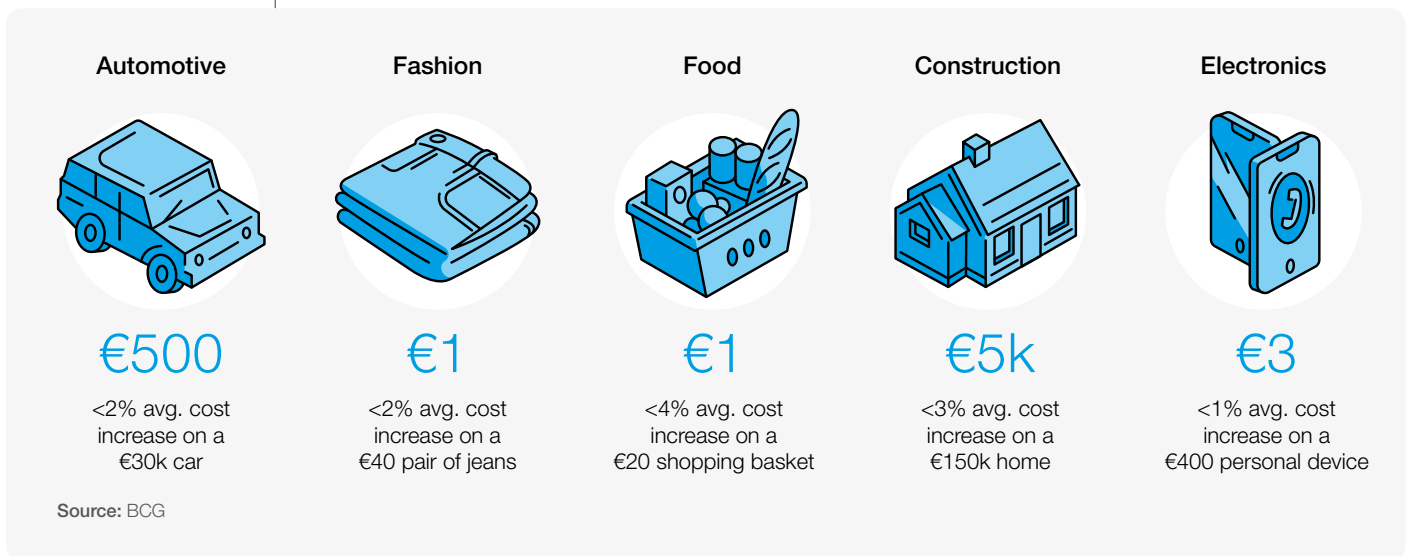 Automotive
Fashion
Food
Construction
Electronics
€500
€1
€1
€5k
€3
<2% avg. cost
increase on a
€30k car
<2% avg. cost
increase on a
€40 pair of jeans
<4% avg. cost
increase on a
€20 shopping basket
<3% avg. cost
increase on a
€150k home
<1% avg. cost
increase on a
€400 personal device
Source: BCG